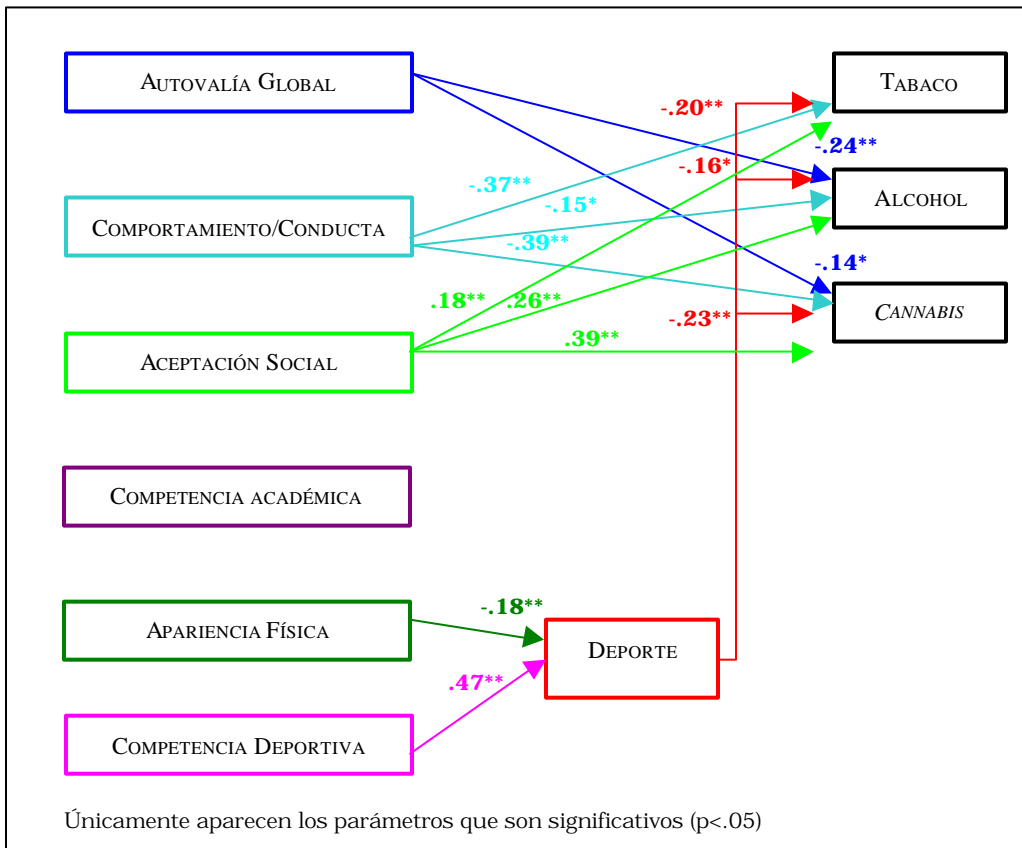 AUTOVALÍA GLOBAL
TABACO
-.20**
-.24**
-.16*
ALCOHOL
-.37**
-.15*
COMPORTAMIENTO/CONDUCTA
-.39**
-.14*
CANNABIS
.18**
.26**
-.23**
.39**
ACEPTACIÓN SOCIAL
COMPETENCIA ACADÉMICA
-.18**
APARIENCIA FÍSICA
DEPORTE
.47**
COMPETENCIA DEPORTIVA
Únicamente aparecen los parámetros que son significativos (p<.05)